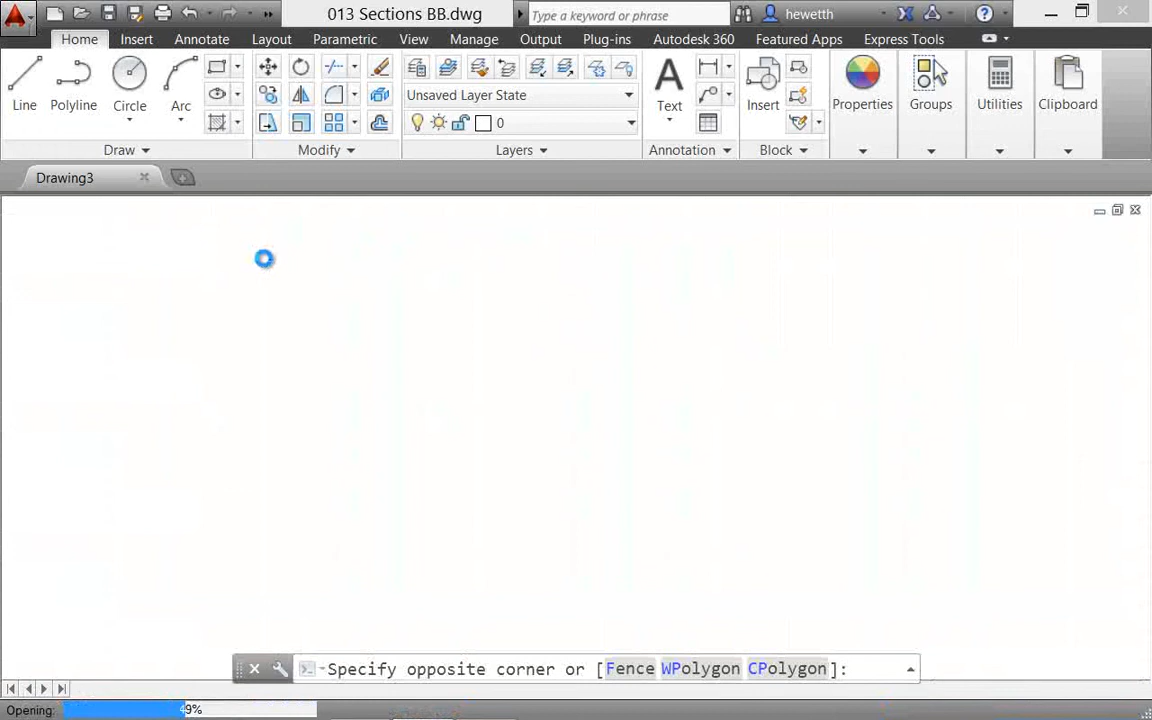 013 Sections BB.dwg
Type a keyword or phrase
hewetth
Home Insert Annotate Layout Parametric View Manage Output Plug-ins Autodesk 360 Featured Apps Express Tools
Line Polyline Circle Arc
Unsaved Layer State
0
Text
Insert
Properties
Groups
Utilities
Clipboard
Draw Modify Layers Annotation Block
Drawing3
Specify opposite corner or [Fence WPolygon CPolygon]:
Opening: 49%